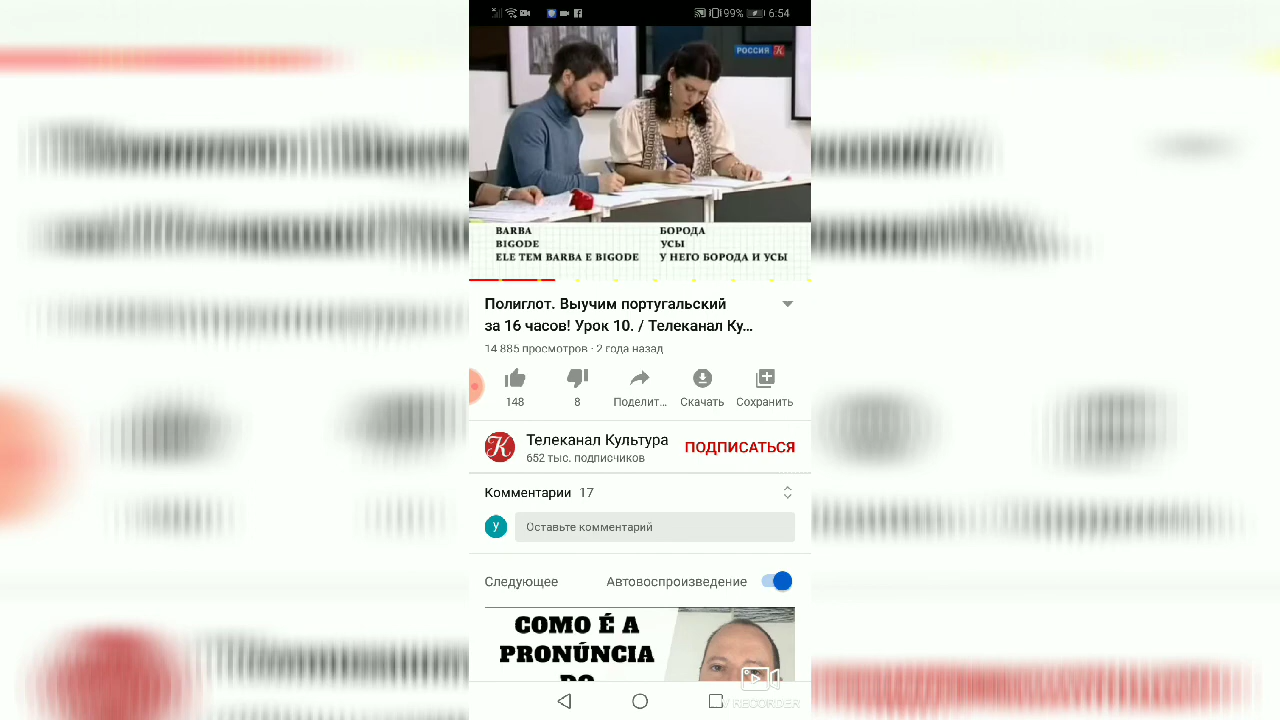 99% 6:54
РОССИЯ К
BARBA БОРОДА
BIGODE УСЫ
ELE TEM BARBA E BIGODE У НЕГО БОРОДА И УСЫ
Полиглот. Выучим португальский
за 16 часов! Урок 10. / Телеканал Ку...
14 885 просмотров · 2 года назад
148 8 Поделит... Скачать Сохранить
Телеканал Культура ПОДПИСАТЬСЯ
652 тыс. подписчиков
Комментарии 17
У Оставьте комментарий
Следующее Автовоспроизведение
COMO É A
PRONÚNCIA
DO
V RECORDER